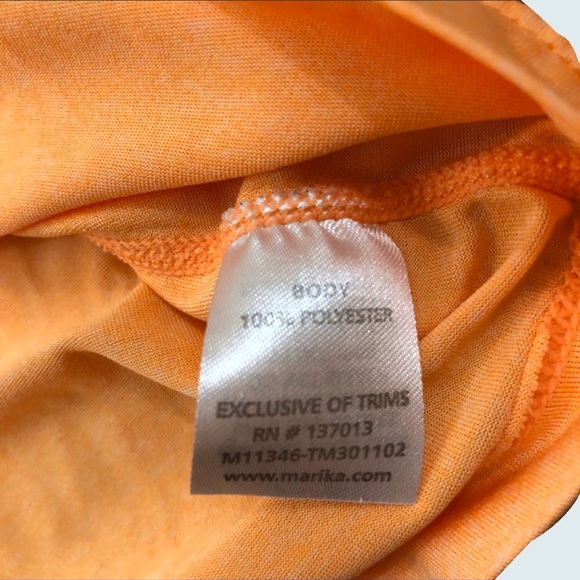 BODY
100% POLYESTER
EXCLUSIVE OF TRIMS
RN # 137013
M11346-TM301102
www.marika.com